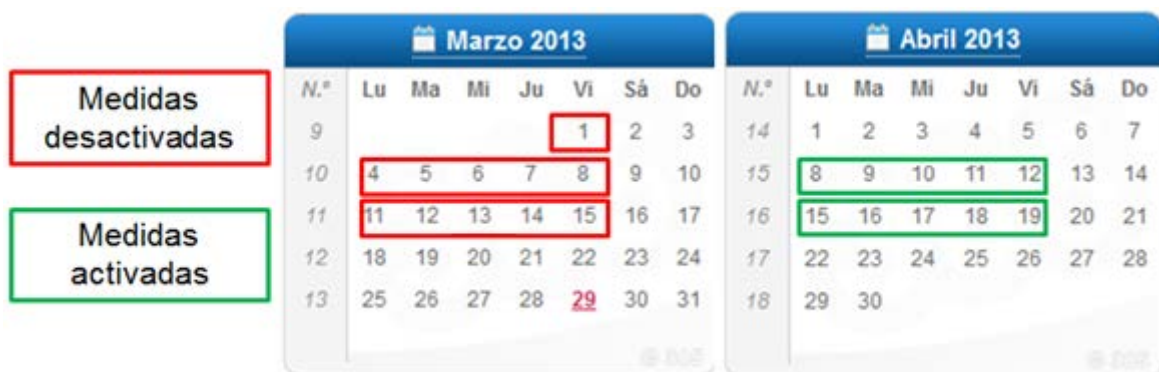 Medidas
desactivadas
Medidas
activadas
Marzo 2013
N.º Lu Ma Mi Ju Vi Sá Do
9 1 2 3
10 4 5 6 7 8 9 10
11 11 12 13 14 15 16 17
12 18 19 20 21 22 23 24
13 25 26 27 28 29 30 31
Abril 2013
N.º Lu Ma Mi Ju Vi Sá Do
14 1 2 3 4 5 6 7
15 8 9 10 11 12 13 14
16 15 16 17 18 19 20 21
17 22 23 24 25 26 27 28
18 29 30